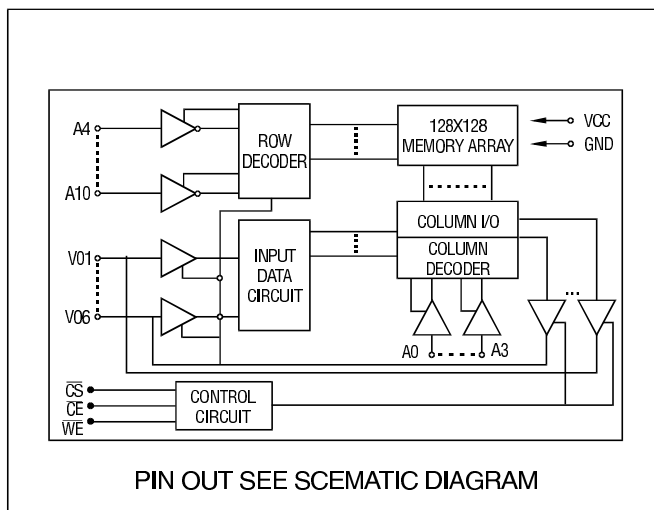 A4
A10
ROW
DECODER
128X128
MEMORY ARRAY
VCC
GND
V01
V06
INPUT
DATA
CIRCUIT
COLUMN I/O
COLUMN
DECODER
A0
A3
CS
CE
WE
CONTROL
CIRCUIT
PIN OUT SEE SCEMATIC DIAGRAM